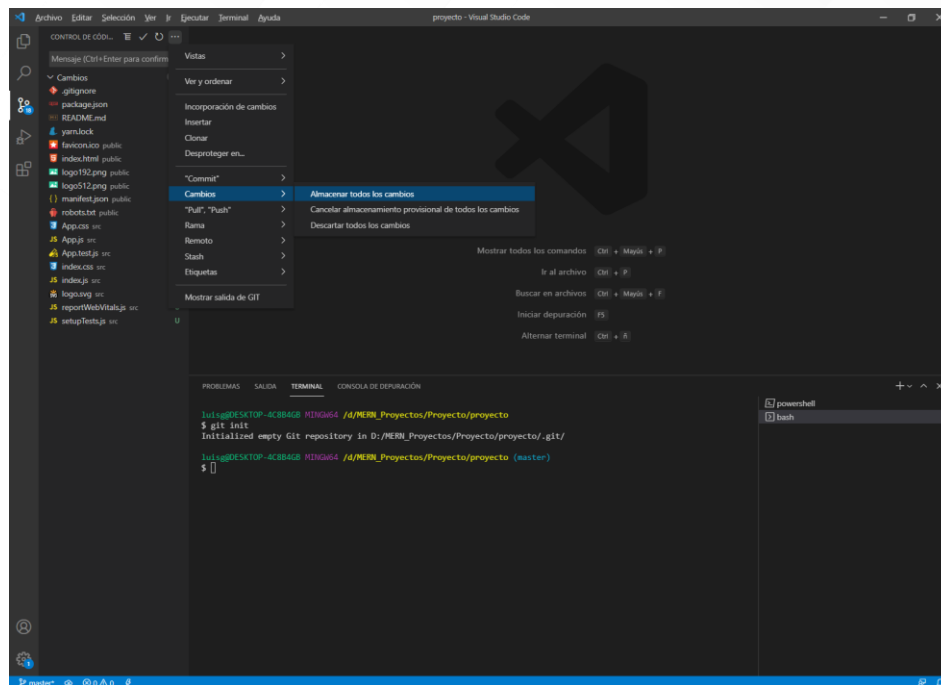 Archivo Editar Selección Ver Ir Ejecutar Terminal Ayuda
proyecto - Visual Studio Code
CONTROL DE CÓDI...
Mensaje (Ctrl+Enter para confirm
Cambios
.gitignore
package.json
README.md
yarn.lock
favicon.ico public
index.html public
logo192.png public
logo512.png public
manifest.json public
robots.txt public
App.css src
App.js src
App.test.js src
index.css src
index.js src
logo.svg src
reportWebVitals.js src
setupTests.js src U
Vistas
Ver y ordenar
Incorporación de cambios
Insertar
Clonar
Desproteger en...
"Commit"
Cambios
"Pull", "Push"
Rama
Remoto
Stash
Etiquetas
Mostrar salida de GIT
Almacenar todos los cambios
Cancelar almacenamiento provisional de todos los cambios
Descartar todos los cambios
Mostrar todos los comandos Ctrl + Mayús + P
Ir al archivo Ctrl + P
Buscar en archivos Ctrl + Mayús + F
Iniciar depuración F5
Alternar terminal Ctrl + ñ
PROBLEMAS SALIDA TERMINAL CONSOLA DE DEPURACIÓN
luisg@DESKTOP-4C8B4GB MINGW64 /d/MERN_Proyectos/Proyecto/proyecto
$ git init
Initialized empty Git repository in D:/MERN_Proyectos/Proyecto/proyecto/.git/
luisg@DESKTOP-4C8B4GB MINGW64 /d/MERN_Proyectos/Proyecto/proyecto (master)
$
powershell
bash
master* 0 0 0